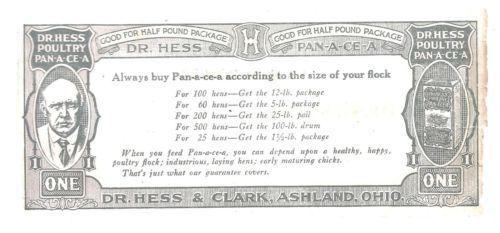 GOOD FOR HALF POUND PACKAGE
GOOD FOR HALF POUND PACKAGE
DR. HESS
H
PAN-A-CE-A
DR. HESS
POULTRY
PAN-A-CE-A
DR. HESS
POULTRY
PAN-A-CE-A
Always buy Pan-a-ce-a according to the size of your flock
For 100 hens—Get the 12-lb. package
For 60 hens—Get the 5-lb. package
For 200 hens—Get the 25-lb. pail
For 500 hens—Get the 100-lb. drum
For 25 hens—Get the 1½-lb. package
When you feed Pan-a-ce-a, you can depend upon a healthy, happy,
poultry flock; industrious, laying hens; early maturing chicks.
That's just what our guarantee covers.
1
1
1
1
ONE
ONE
DR. HESS & CLARK, ASHLAND, OHIO.